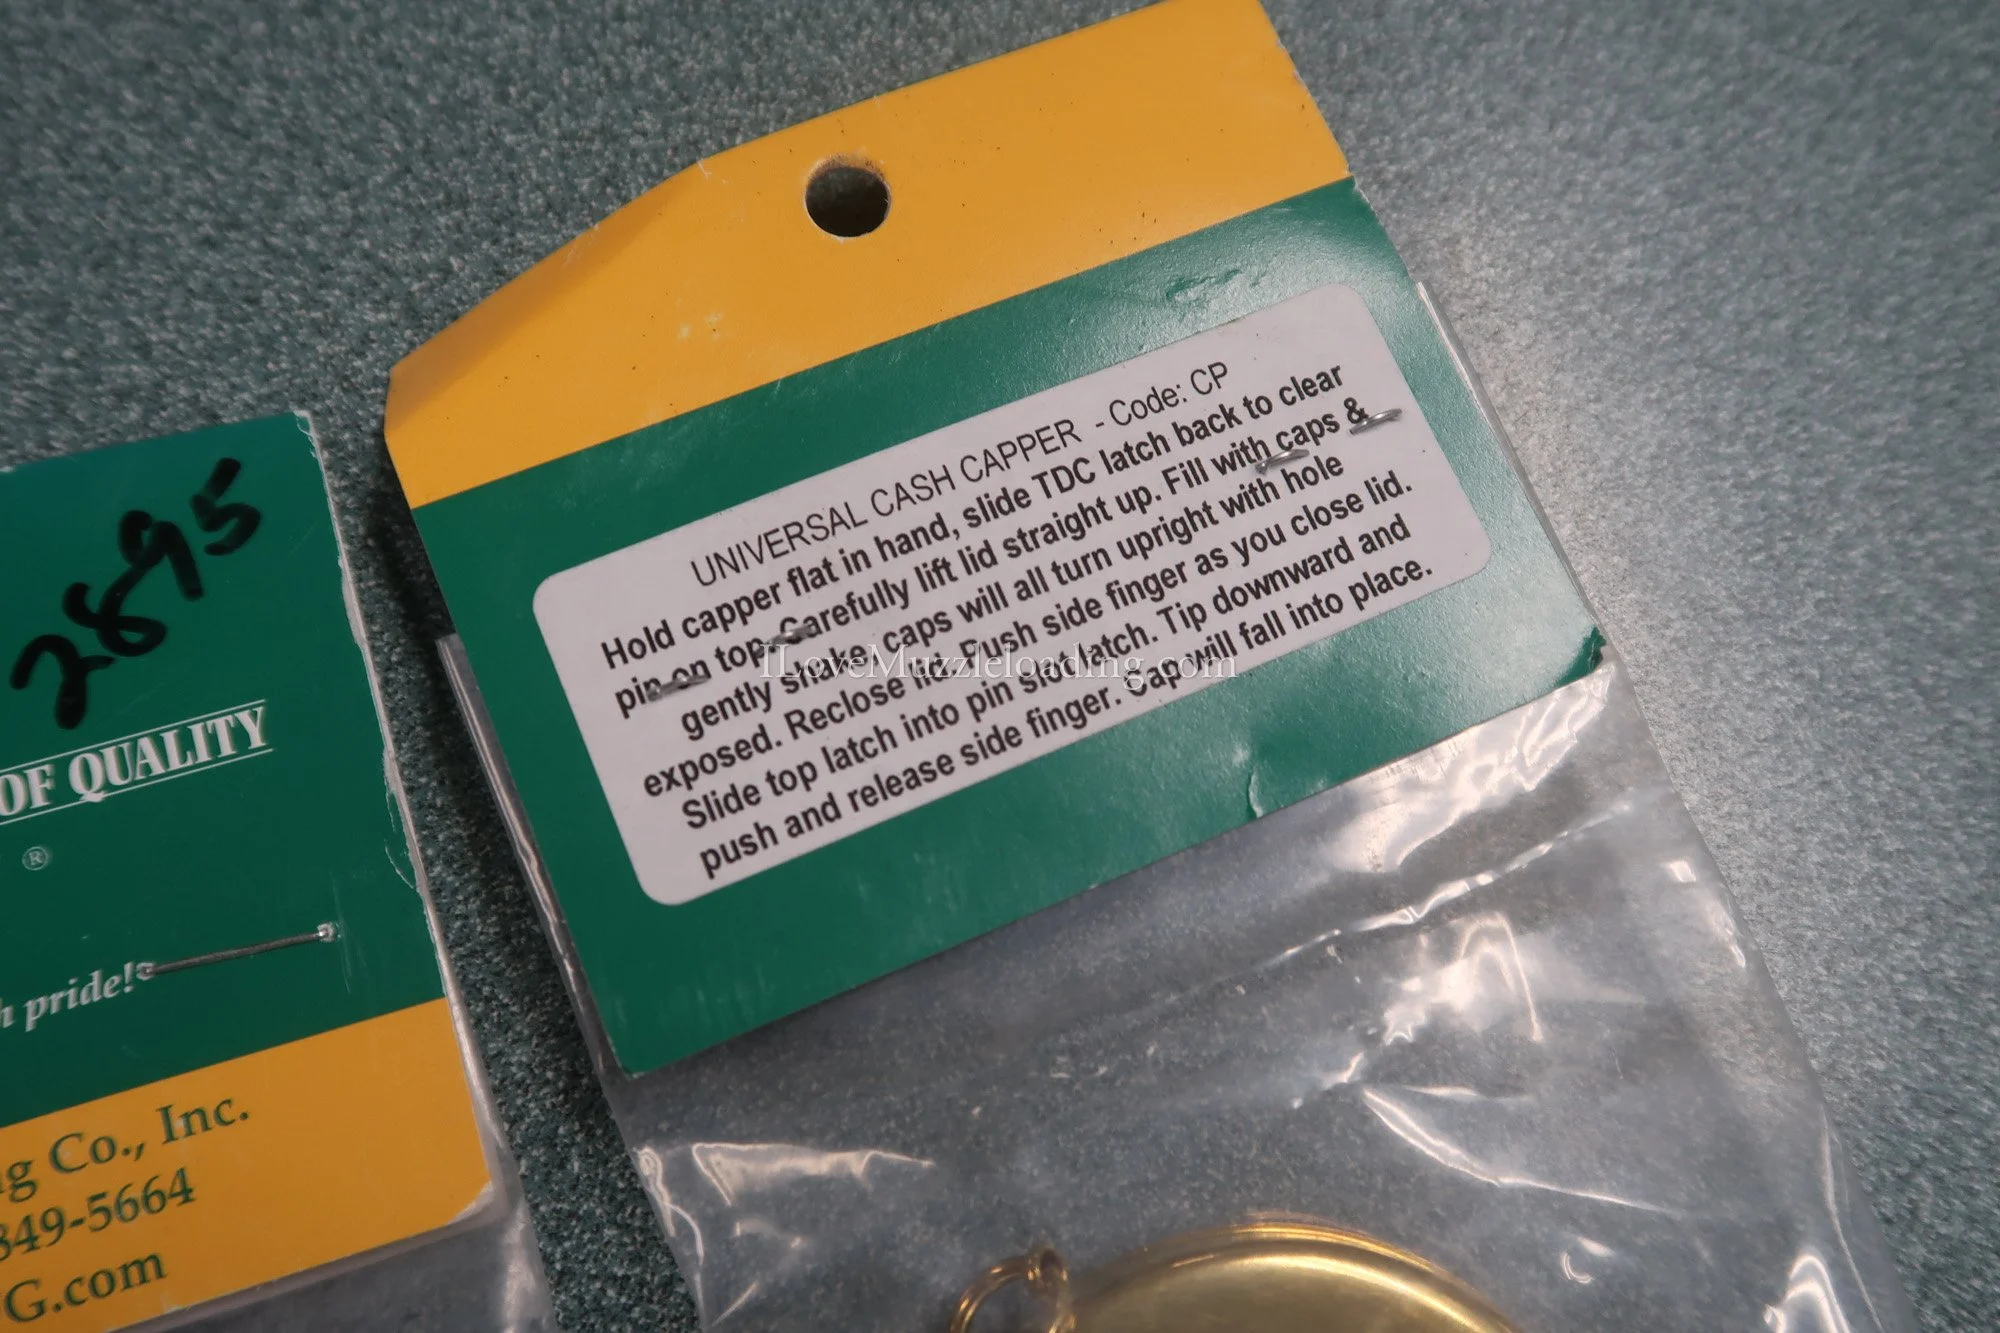 UNIVERSAL CASH CAPPER - Code: CP
Hold capper flat in hand, slide TDC latch back to clear
pin on top. Carefully lift lid straight up. Fill with caps &
gently shake, caps will all turn upright with hole
exposed. Reclose lid. Push side finger as you close lid.
Slide top latch into pin slot latch. Tip downward and
push and release side finger. Cap will fall into place.
ILoveMuzzleloading.com
2895
OF QUALITY
®
h pride!
g Co., Inc.
849-5664
G.com